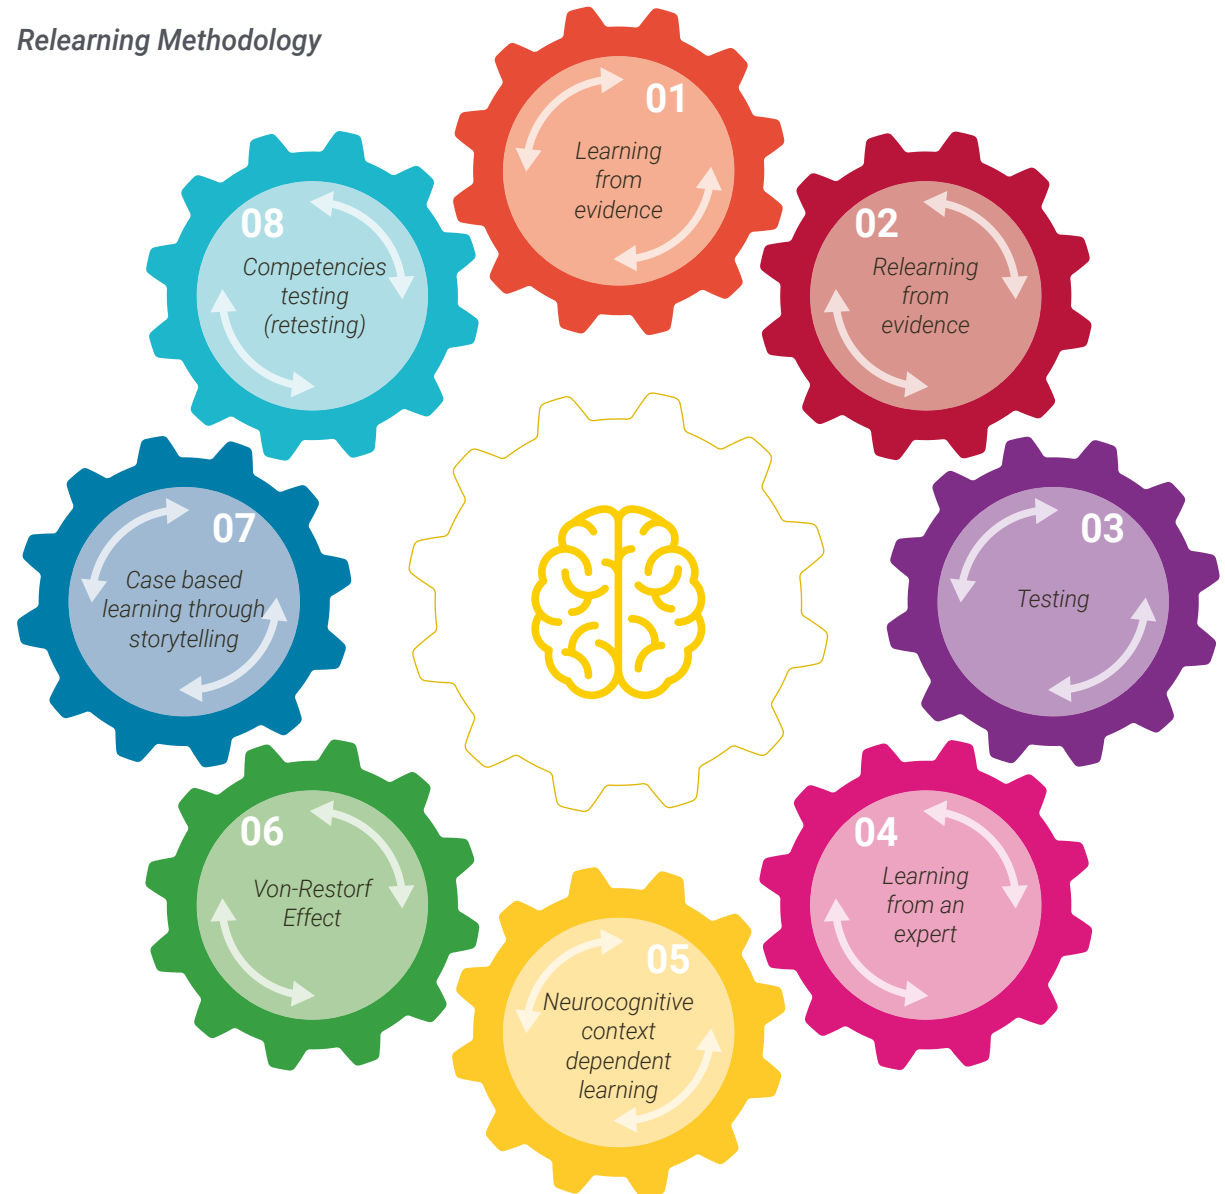 Relearning Methodology
01
Learning
from
evidence
02
Relearning
from
evidence
03
Testing
04
Learning
from an
expert
05
Neurocognitive
context
dependent
learning
06
Von-Restorf
Effect
07
Case based
learning through
storytelling
08
Competencies
testing
(retesting)